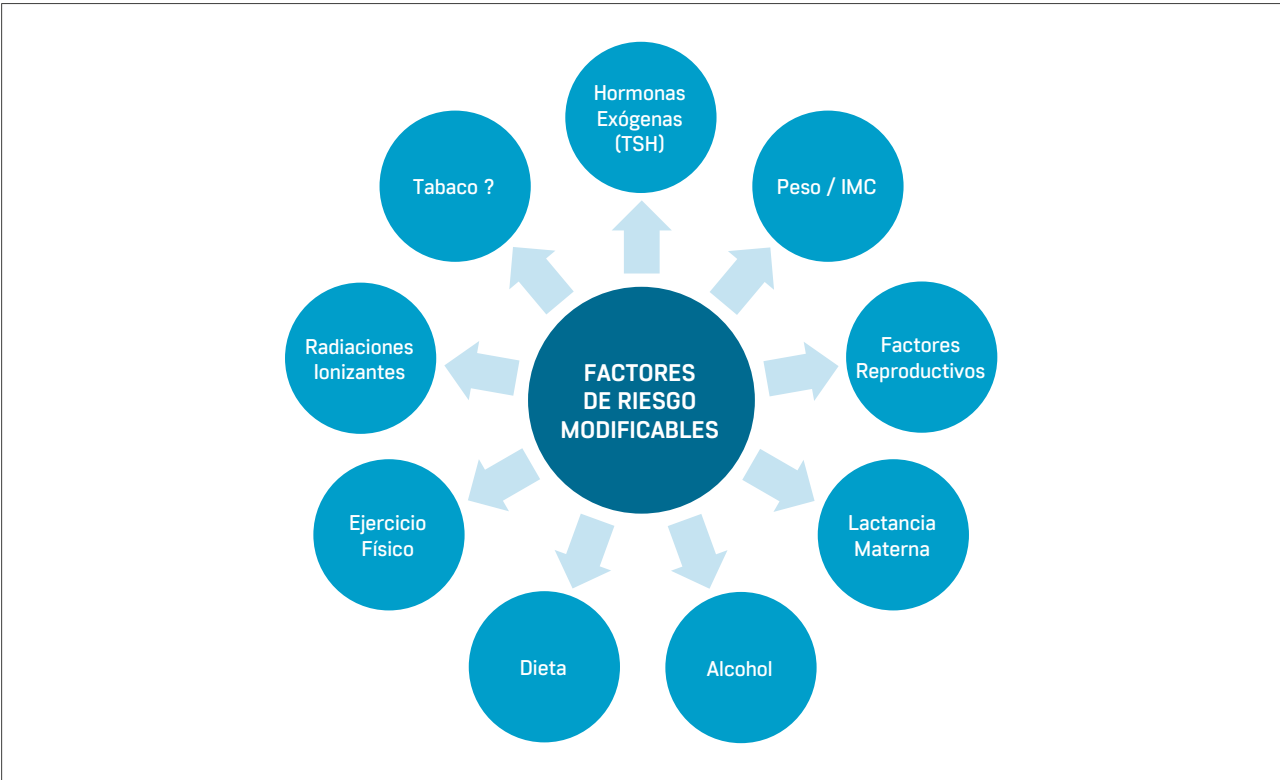 Hormonas
Exógenas
(TSH)
Peso / IMC
Factores
Reproductivos
Lactancia
Materna
Alcohol
Dieta
Ejercicio
Físico
Radiaciones
Ionizantes
Tabaco ?
FACTORES
DE RIESGO
MODIFICABLES